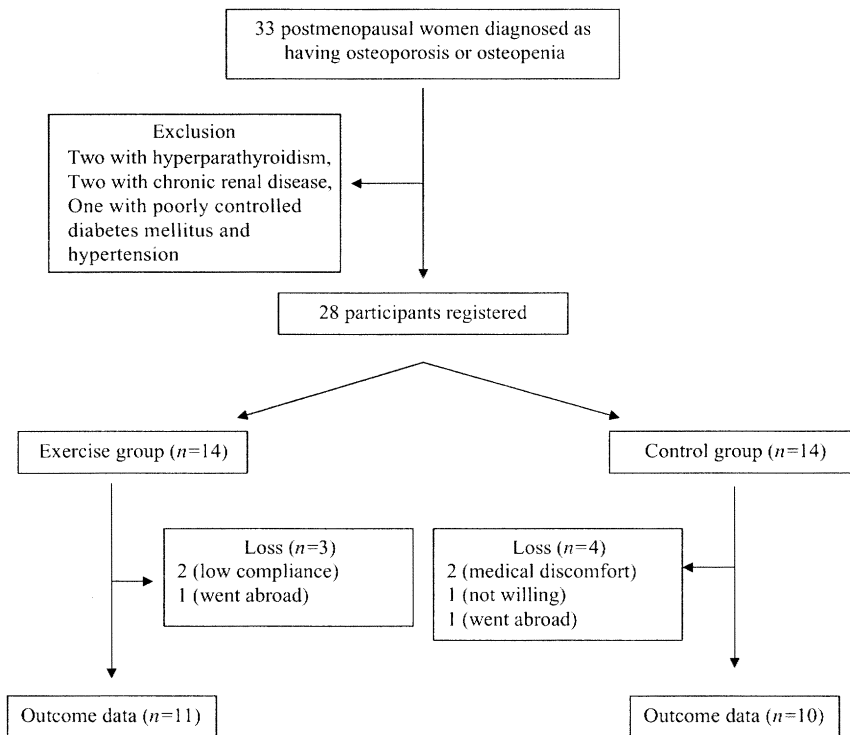 33 postmenopausal women diagnosed as
having osteoporosis or osteopenia
Exclusion
Two with hyperparathyroidism,
Two with chronic renal disease,
One with poorly controlled
diabetes mellitus and
hypertension
28 participants registered
Exercise group (n=14)
Control group (n=14)
Loss (n=3)
2 (low compliance)
1 (went abroad)
Loss (n=4)
2 (medical discomfort)
1 (not willing)
1 (went abroad)
Outcome data (n=11)
Outcome data (n=10)